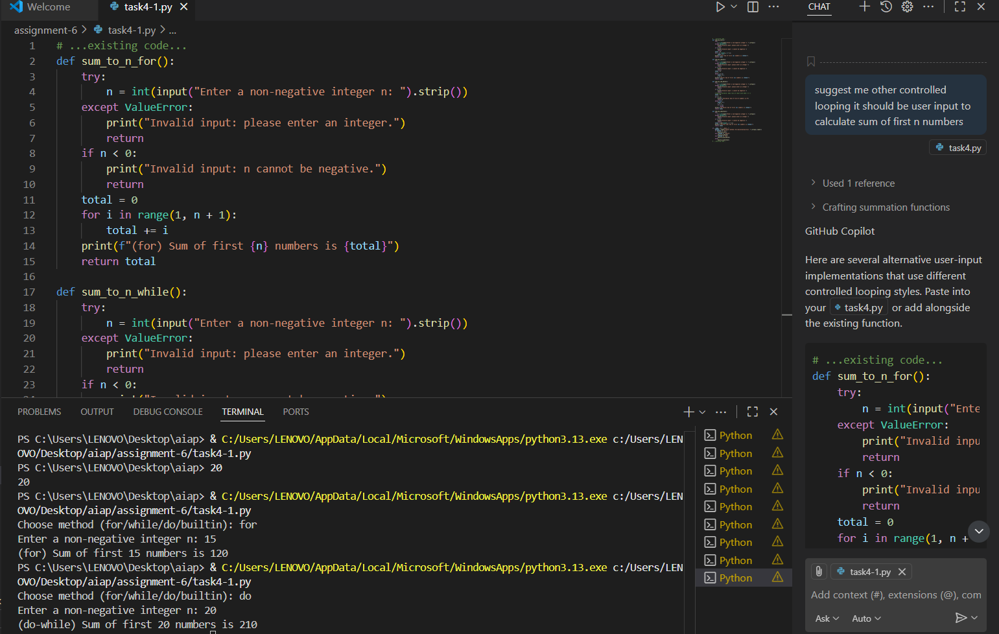 Welcome
task4-1.py
CHAT
assignment-6 > task4-1.py > ...
1 # ...existing code...
2 def sum_to_n_for():
3 try:
4 n = int(input("Enter a non-negative integer n: ").strip())
5 except ValueError:
6 print("Invalid input: please enter an integer.")
7 return
8 if n < 0:
9 print("Invalid input: n cannot be negative.")
10 return
11 total = 0
12 for i in range(1, n + 1):
13 total += i
14 print(f"(for) Sum of first {n} numbers is {total}")
15 return total
16
17 def sum_to_n_while():
18 try:
19 n = int(input("Enter a non-negative integer n: ").strip())
20 except ValueError:
21 print("Invalid input: please enter an integer.")
22 return
23 if n < 0:
PROBLEMS OUTPUT DEBUG CONSOLE TERMINAL PORTS
PS C:\Users\LENOVO\Desktop\aiap> & C:/Users/LENOVO/AppData/Local/Microsoft/WindowsApps/python3.13.exe c:/Users/LEN
OVO/Desktop/aiap/assignment-6/task4-1.py
PS C:\Users\LENOVO\Desktop\aiap> 20
20
PS C:\Users\LENOVO\Desktop\aiap> & C:/Users/LENOVO/AppData/Local/Microsoft/WindowsApps/python3.13.exe c:/Users/LEN
OVO/Desktop/aiap/assignment-6/task4-1.py
Choose method (for/while/do/builtin): for
Enter a non-negative integer n: 15
(for) Sum of first 15 numbers is 120
PS C:\Users\LENOVO\Desktop\aiap> & C:/Users/LENOVO/AppData/Local/Microsoft/WindowsApps/python3.13.exe c:/Users/LEN
OVO/Desktop/aiap/assignment-6/task4-1.py
Choose method (for/while/do/builtin): do
Enter a non-negative integer n: 20
(do-while) Sum of first 20 numbers is 210
Python
Python
Python
Python
Python
Python
Python
Python
Python
suggest me other controlled
looping it should be user input to
calculate sum of first n numbers
task4.py
Used 1 reference
Crafting summation functions
GitHub Copilot
Here are several alternative user-input
implementations that use different
controlled looping styles. Paste into
your task4.py or add alongside
the existing function.
# ...existing code...
def sum_to_n_for():
try:
n = int(input("Ente
except ValueError:
print("Invalid inpu
return
if n < 0:
print("Invalid inpu
return
total = 0
for i in range(1, n +
task4-1.py
Add context (#), extensions (@), com
Ask Auto